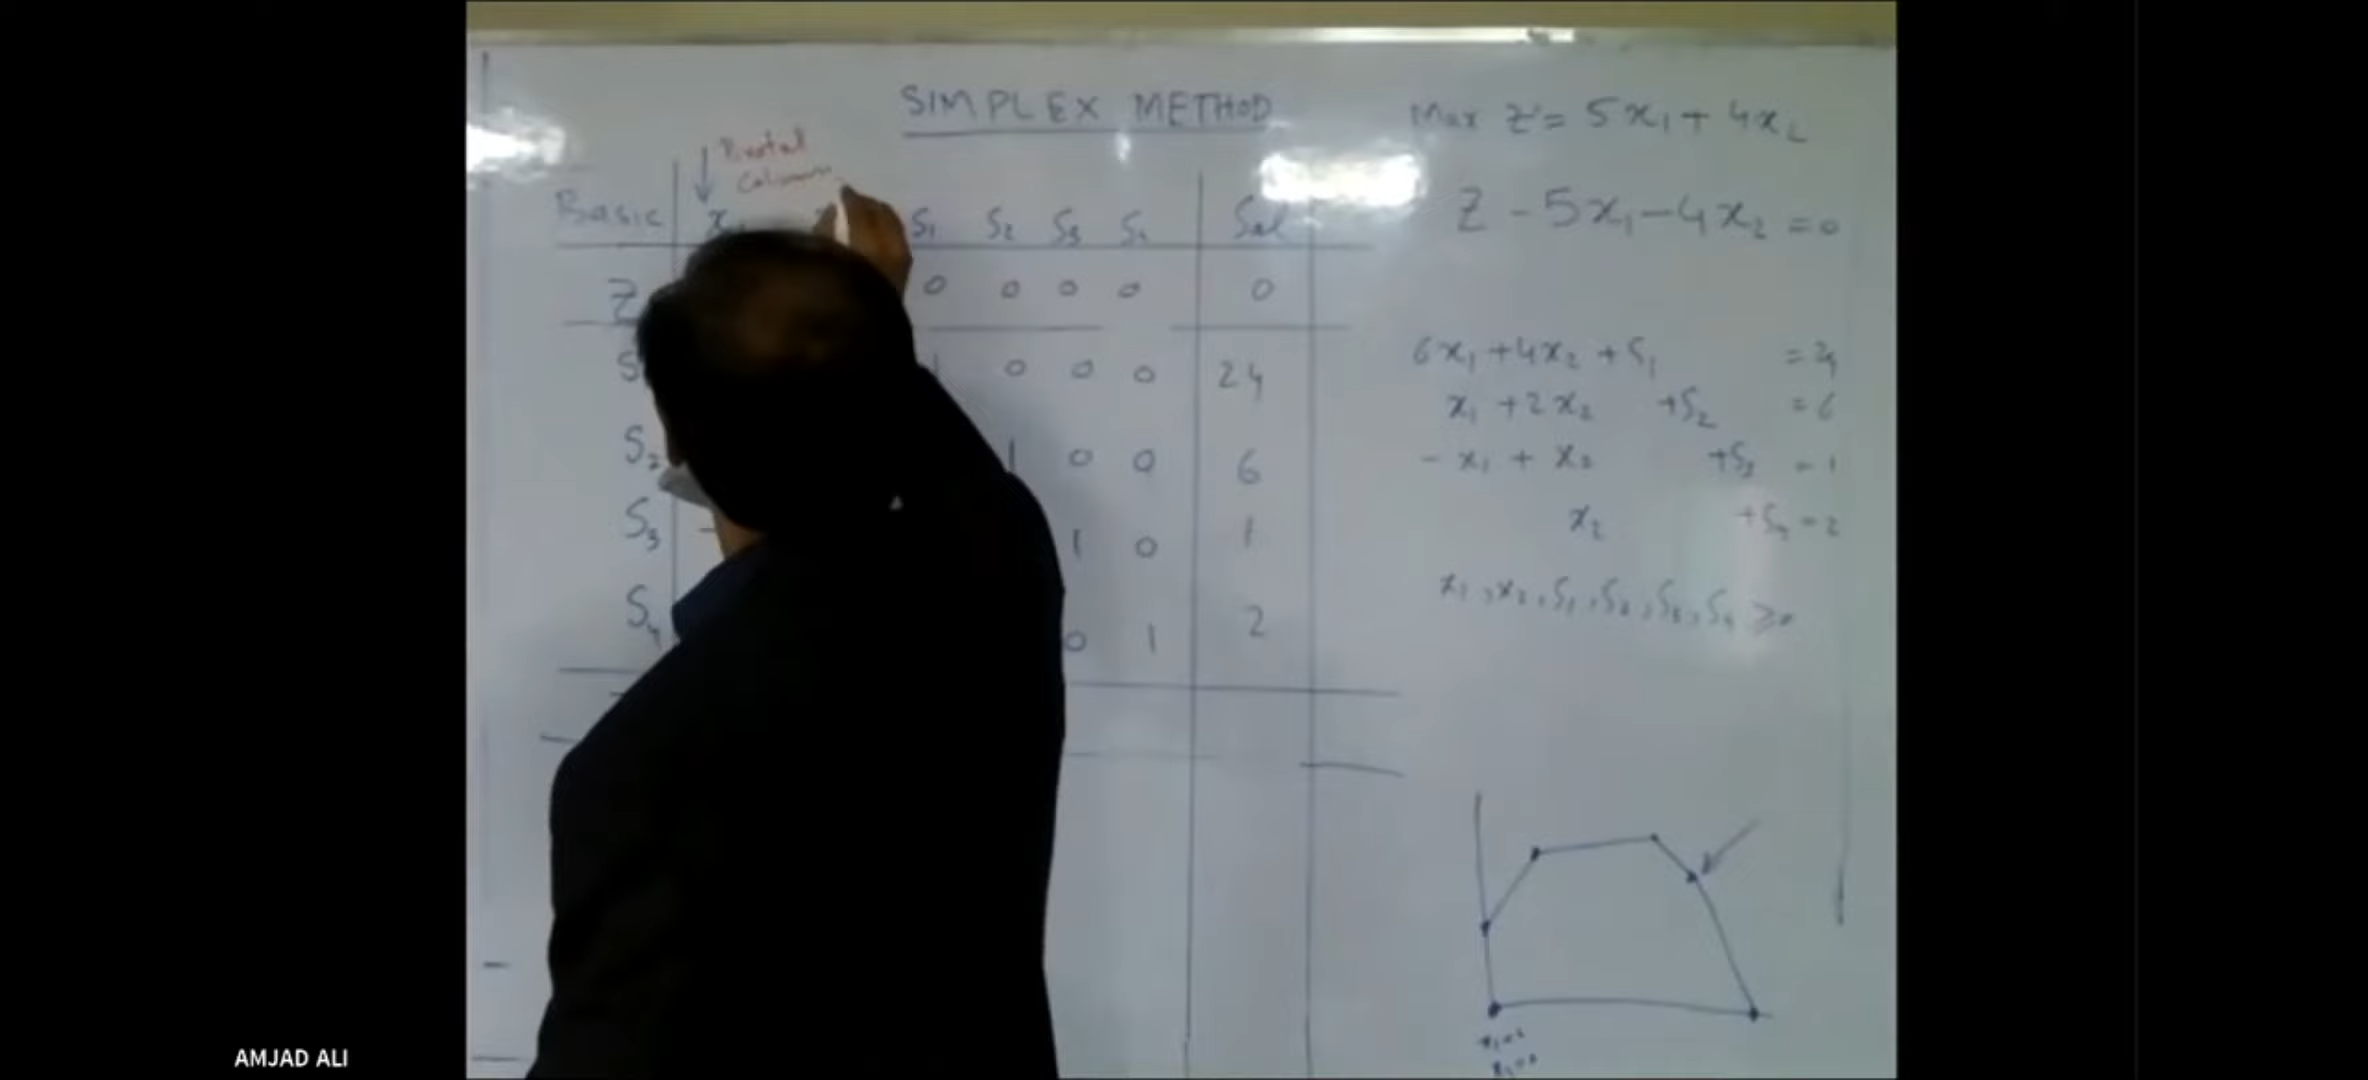 SIMPLEX METHOD
Pivotal
Column
Basic x₁ S₁ S₂ S₃ S₄ Sol
Z 0 0 0 0 0
S 1 0 0 0 24
S₂ 1 0 0 6
S₃ - 1 0 1
S₄ 0 1 2
Max Z = 5x₁ + 4x₂
Z - 5x₁ - 4x₂ = 0
6x₁ + 4x₂ + S₁ = 24
x₁ + 2x₂ + S₂ = 6
- x₁ + x₂ + S₃ = 1
x₂ + S₄ = 2
x₁, x₂, S₁, S₂, S₃, S₄ ≥ 0
AMJAD ALI